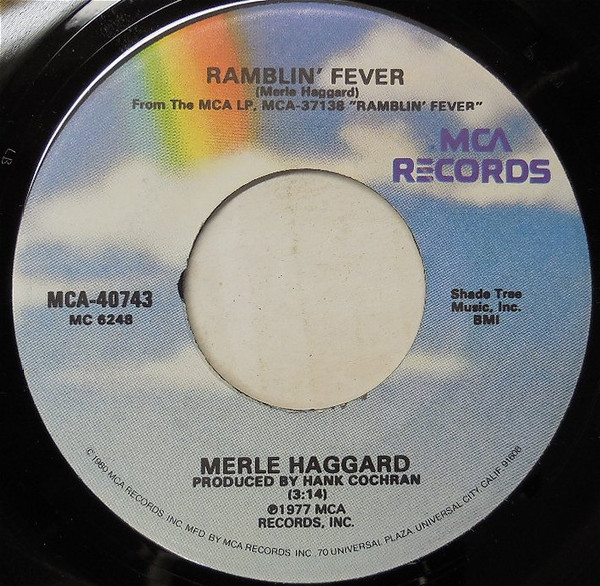 RAMBLIN' FEVER
(Merle Haggard)
From The MCA LP, MCA-37138 "RAMBLIN' FEVER"
MCA
RECORDS
MCA-40743
MC 6248
Shade Tree
Music, Inc.
BMI
MERLE HAGGARD
PRODUCED BY HANK COCHRAN
(3:14)
℗1977 MCA
RECORDS, INC.
©1980 MCA RECORDS, INC. MFD. BY MCA RECORDS INC., 70 UNIVERSAL PLAZA, UNIVERSAL CITY, CALIF. 91608
LB